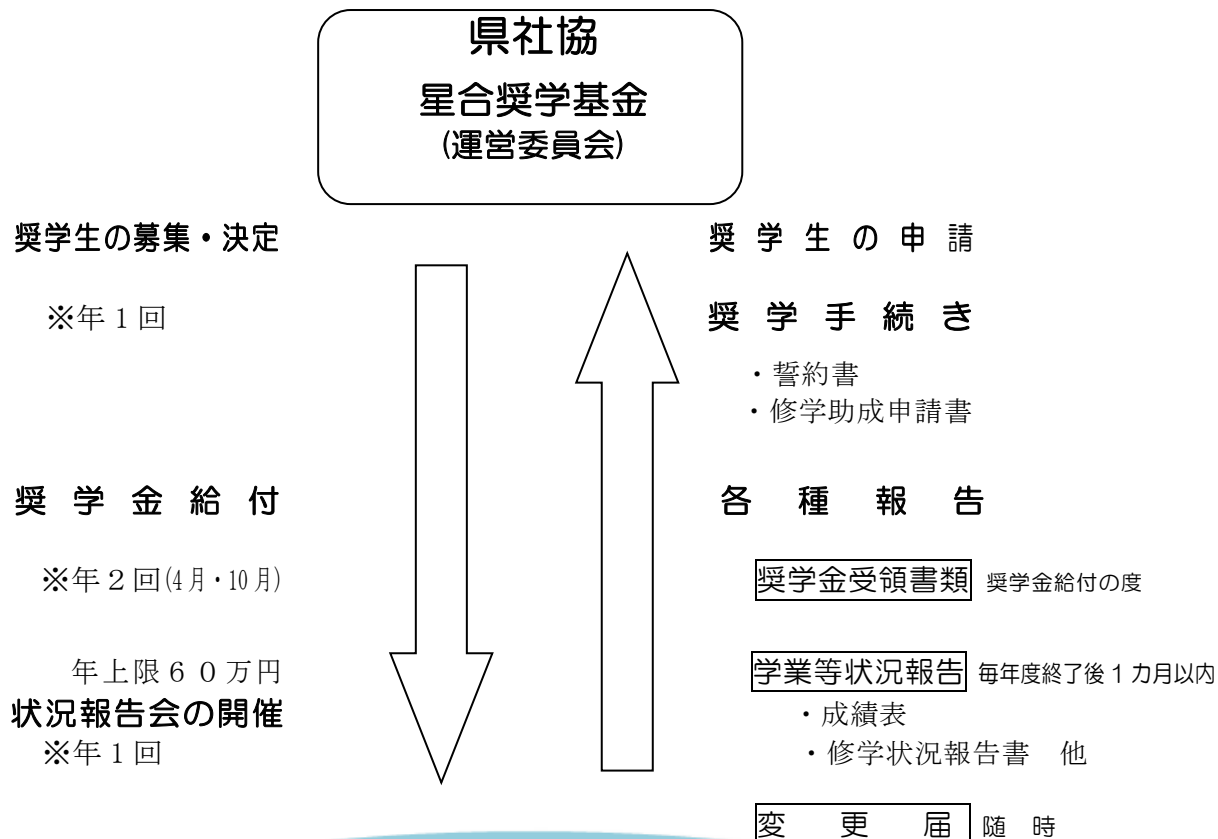 県社協
星合奨学基金
(運営委員会)
奨学生の募集・決定
※年1回
奨学金給付
※年2回(4月・10月)
年上限60万円
状況報告会の開催
※年1回
奨学生の申請
奨学手続き
・誓約書
・修学助成申請書
各種報告
奨学金受領書類 奨学金給付の度
学業等状況報告 毎年度終了後1カ月以内
・成績表
・修学状況報告書 他
変更届 随時